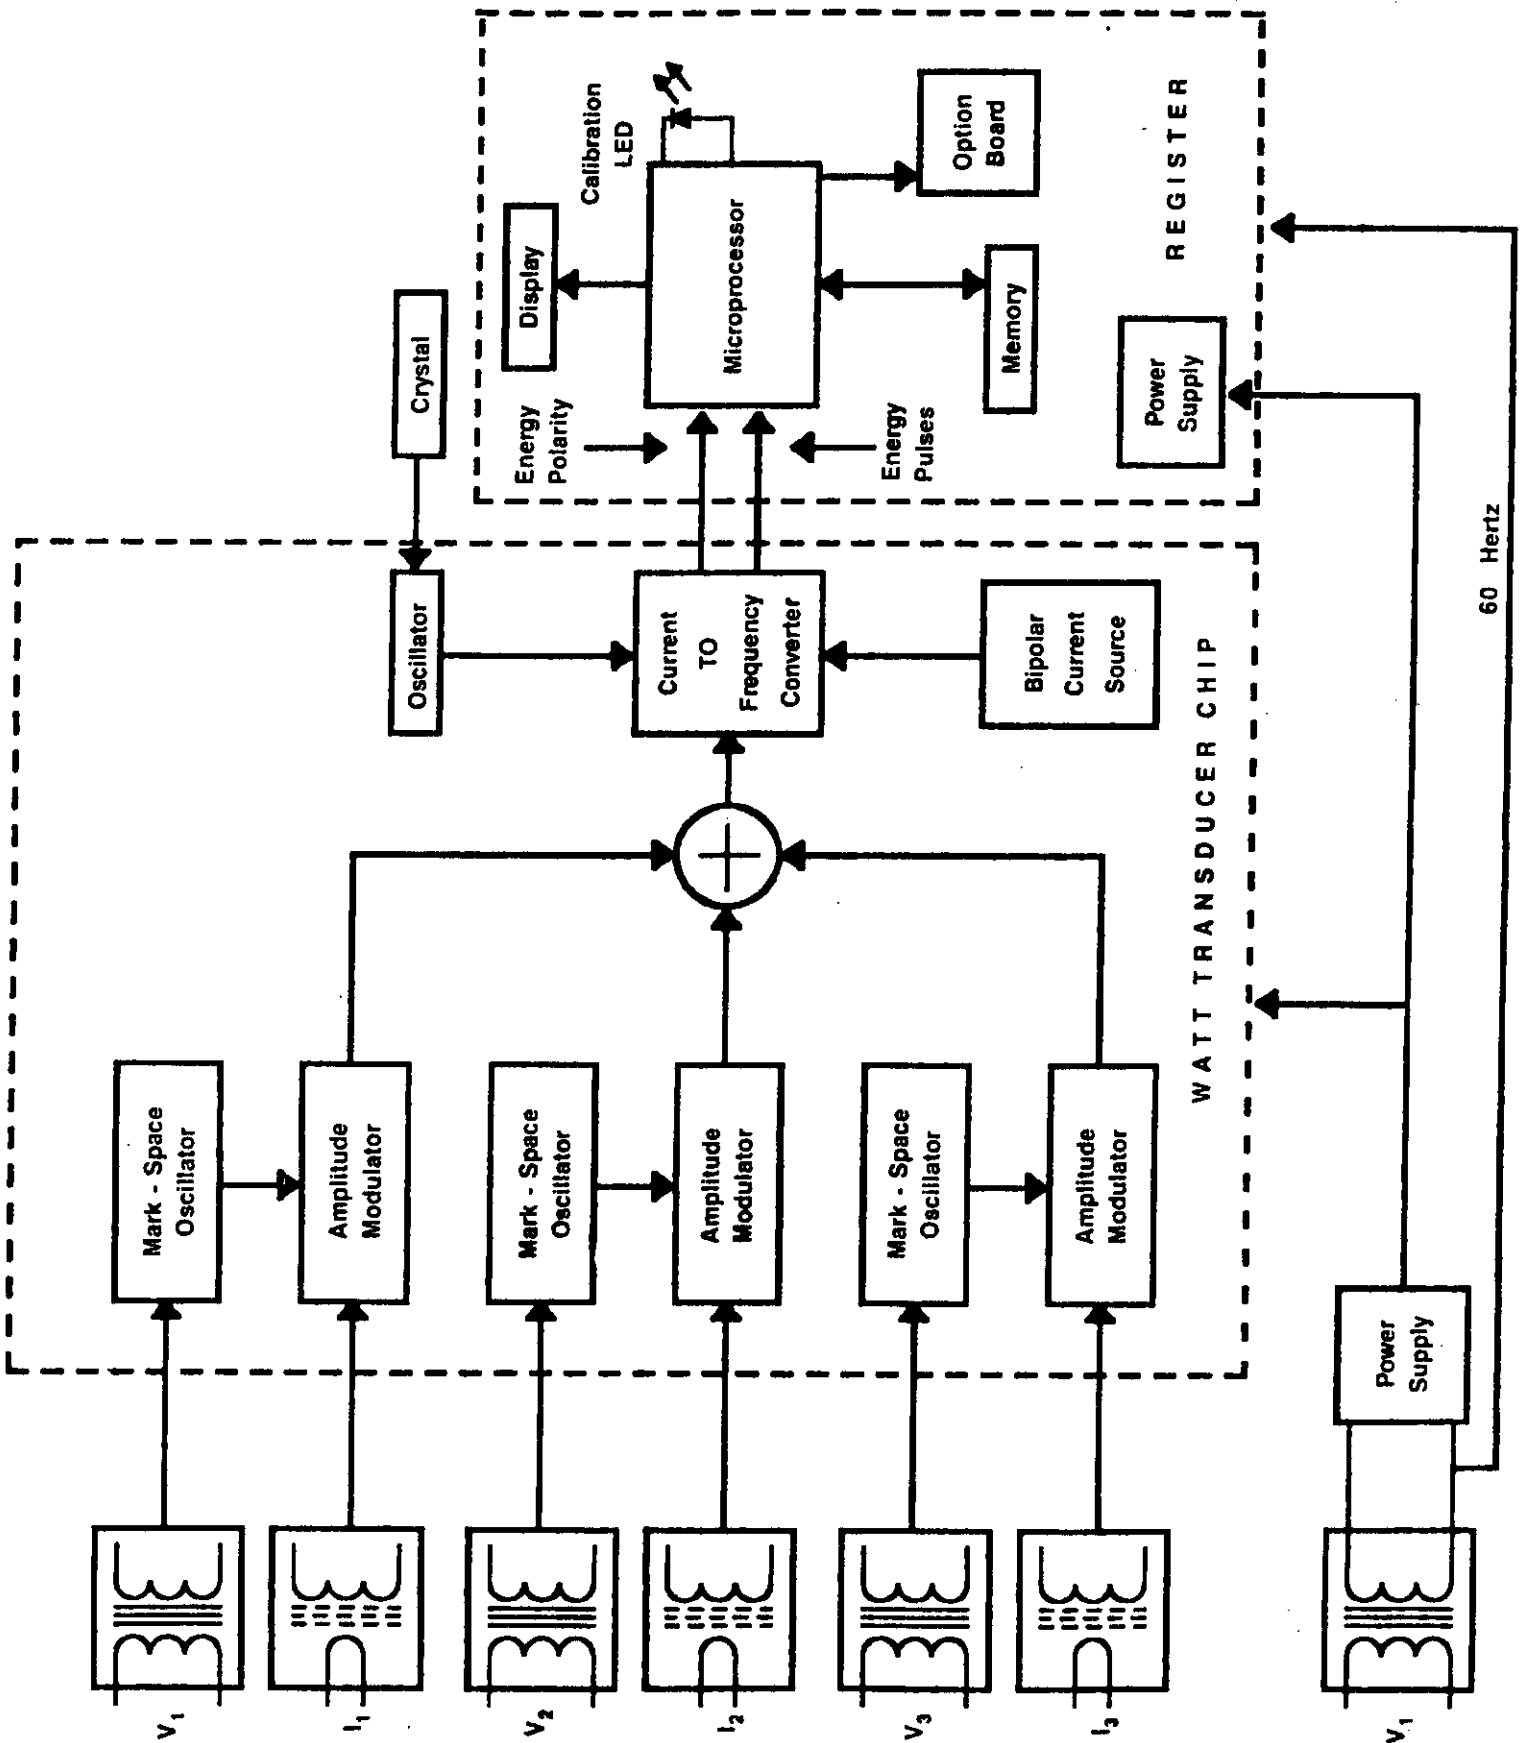 V1
I1
V2
I2
V3
I3
V1
Mark - Space
Oscillator
Amplitude
Modulator
Mark - Space
Oscillator
Amplitude
Modulator
Mark - Space
Oscillator
Amplitude
Modulator
Power
Supply
WATT TRANSDUCER CHIP
Oscillator
Current
TO
Frequency
Converter
Bipolar
Current
Source
60 Hertz
Crystal
Energy
Polarity
Energy
Pulses
Display
Microprocessor
Memory
Power
Supply
Calibration
LED
Option
Board
REGISTER